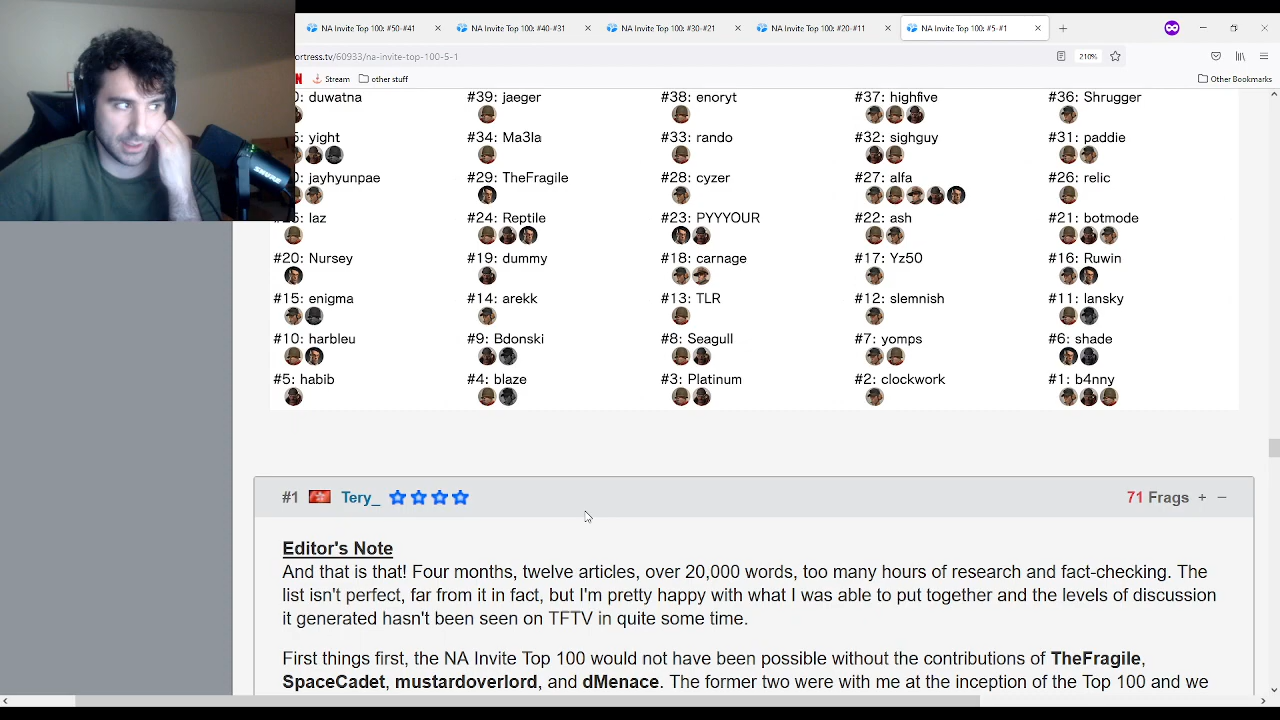 NA Invite Top 100: #50-#41
NA Invite Top 100: #40-#31
NA Invite Top 100: #30-#21
NA Invite Top 100: #20-#11
NA Invite Top 100: #5-#1
ortress.tv/60933/na-invite-top-100-5-1
210%
Stream
other stuff
Other Bookmarks
duwatna
#39: jaeger
#38: enoryt
#37: highfive
#36: Shrugger
yight
#34: Ma3la
#33: rando
#32: sighguy
#31: paddie
jayhyunpae
#29: TheFragile
#28: cyzer
#27: alfa
#26: relic
laz
#24: Reptile
#23: PYYYOUR
#22: ash
#21: botmode
#20: Nursey
#19: dummy
#18: carnage
#17: Yz50
#16: Ruwin
#15: enigma
#14: arekk
#13: TLR
#12: slemnish
#11: lansky
#10: harbleu
#9: Bdonski
#8: Seagull
#7: yomps
#6: shade
#5: habib
#4: blaze
#3: Platinum
#2: clockwork
#1: b4nny
#1 Tery_ 71 Frags + −
Editor's Note
And that is that! Four months, twelve articles, over 20,000 words, too many hours of research and fact-checking. The
list isn't perfect, far from it in fact, but I'm pretty happy with what I was able to put together and the levels of discussion
it generated hasn't been seen on TFTV in quite some time.
First things first, the NA Invite Top 100 would not have been possible without the contributions of TheFragile,
SpaceCadet, mustardoverlord, and dMenace. The former two were with me at the inception of the Top 100 and we